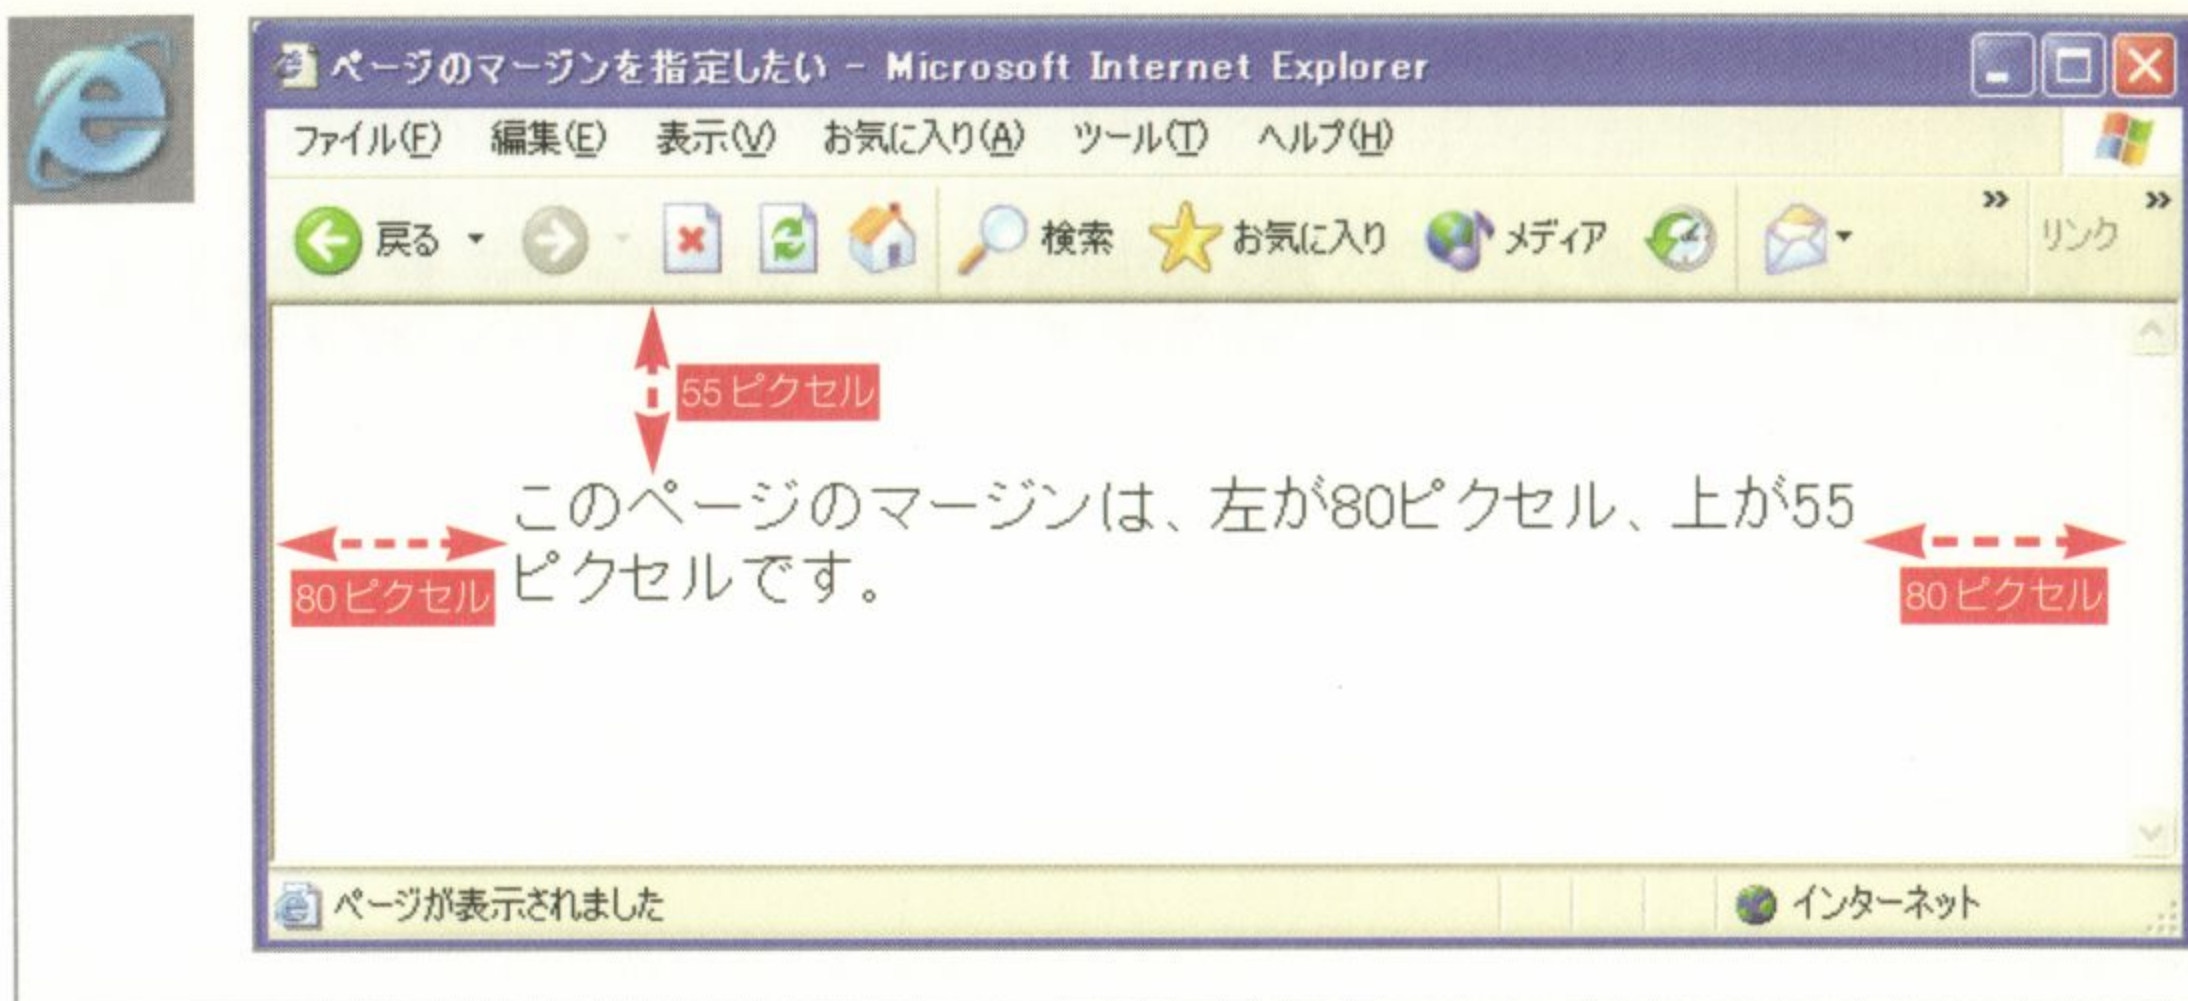 ページのマージンを指定したい - Microsoft Internet Explorer
ファイル(F) 編集(E) 表示(V) お気に入り(A) ツール(T) ヘルプ(H)
戻る 検索 お気に入り メディア » リンク »
55ピクセル
このページのマージンは、左が80ピクセル、上が55
ピクセルです。
80ピクセル
80ピクセル
ページが表示されました インターネット